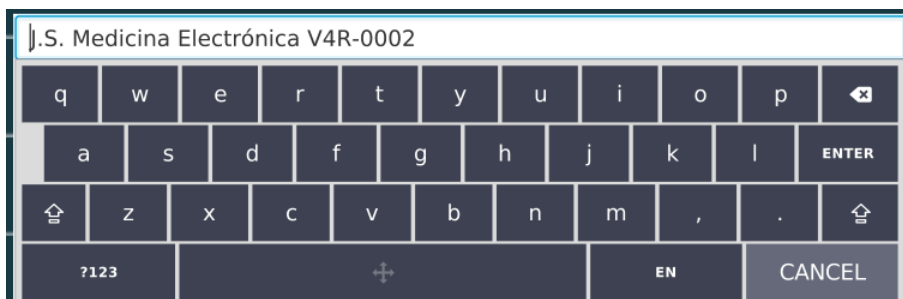 J.S. Medicina Electrónica V4R-0002
q w e r t y u i o p
a s d f g h j k l ENTER
z x c v b n m , .
?123 EN CANCEL